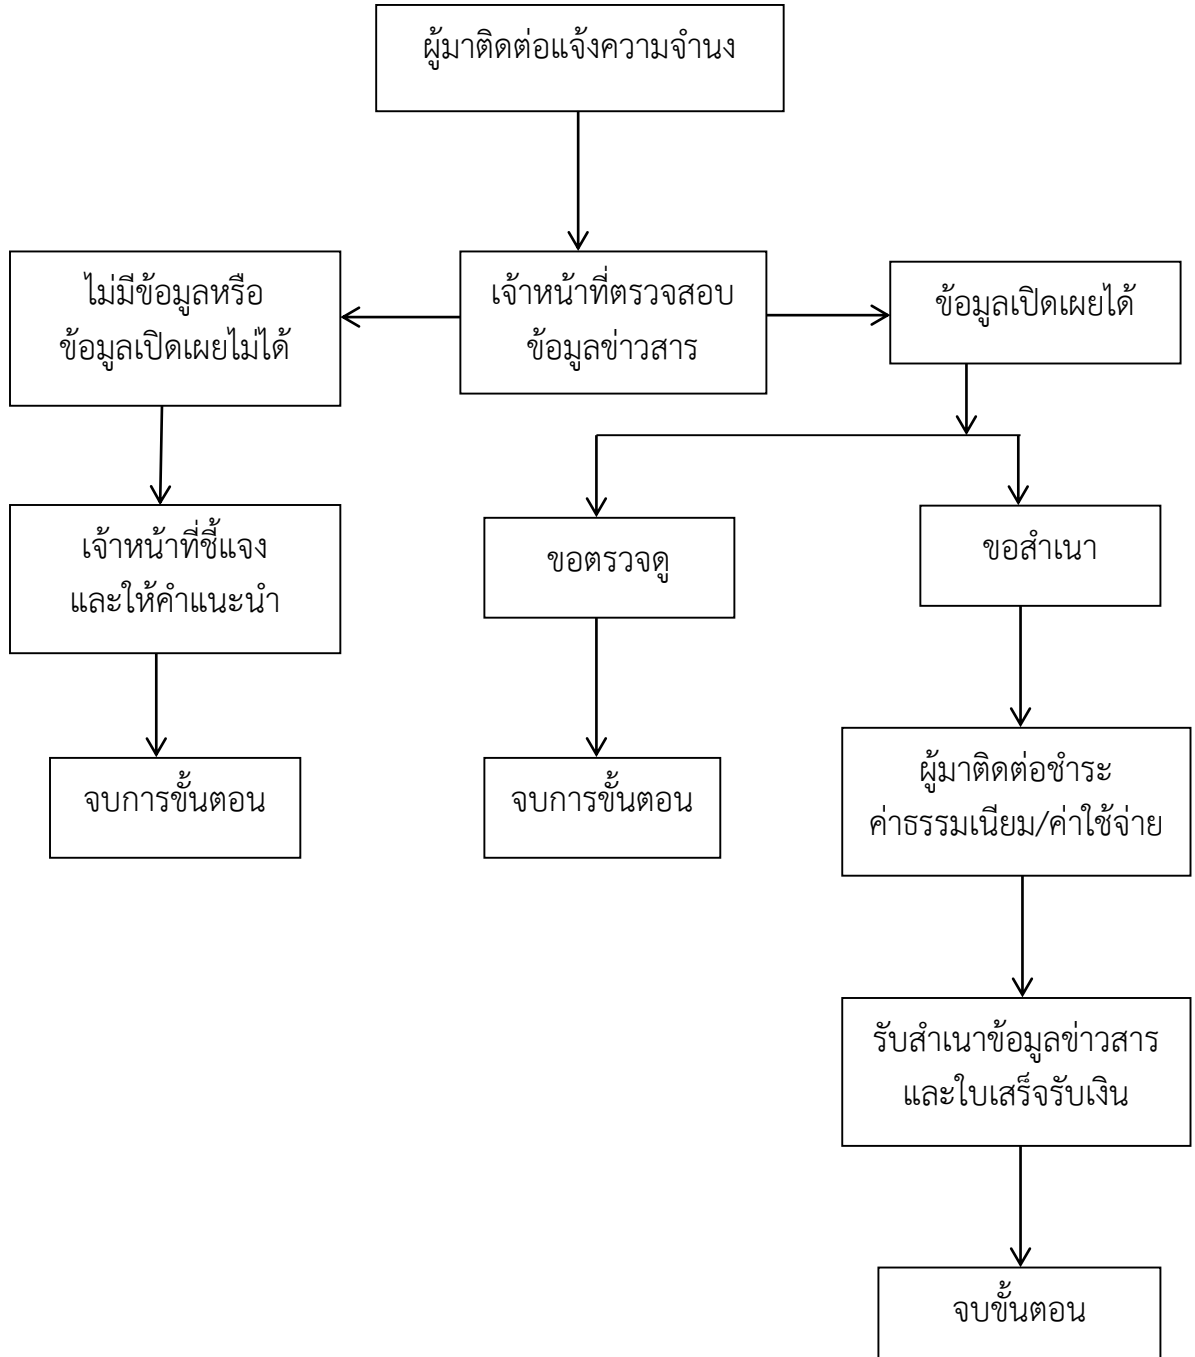 ผู้มาติดต่อแจ้งความจำนง
ไม่มีข้อมูลหรือ
ข้อมูลเปิดเผยไม่ได้
เจ้าหน้าที่ตรวจสอบ
ข้อมูลข่าวสาร
ข้อมูลเปิดเผยได้
เจ้าหน้าที่ชี้แจง
และให้คำแนะนำ
ขอตรวจดู
ขอสำเนา
จบการขั้นตอน
จบการขั้นตอน
ผู้มาติดต่อชำระ
ค่าธรรมเนียม/ค่าใช้จ่าย
รับสำเนาข้อมูลข่าวสาร
และใบเสร็จรับเงิน
จบขั้นตอน